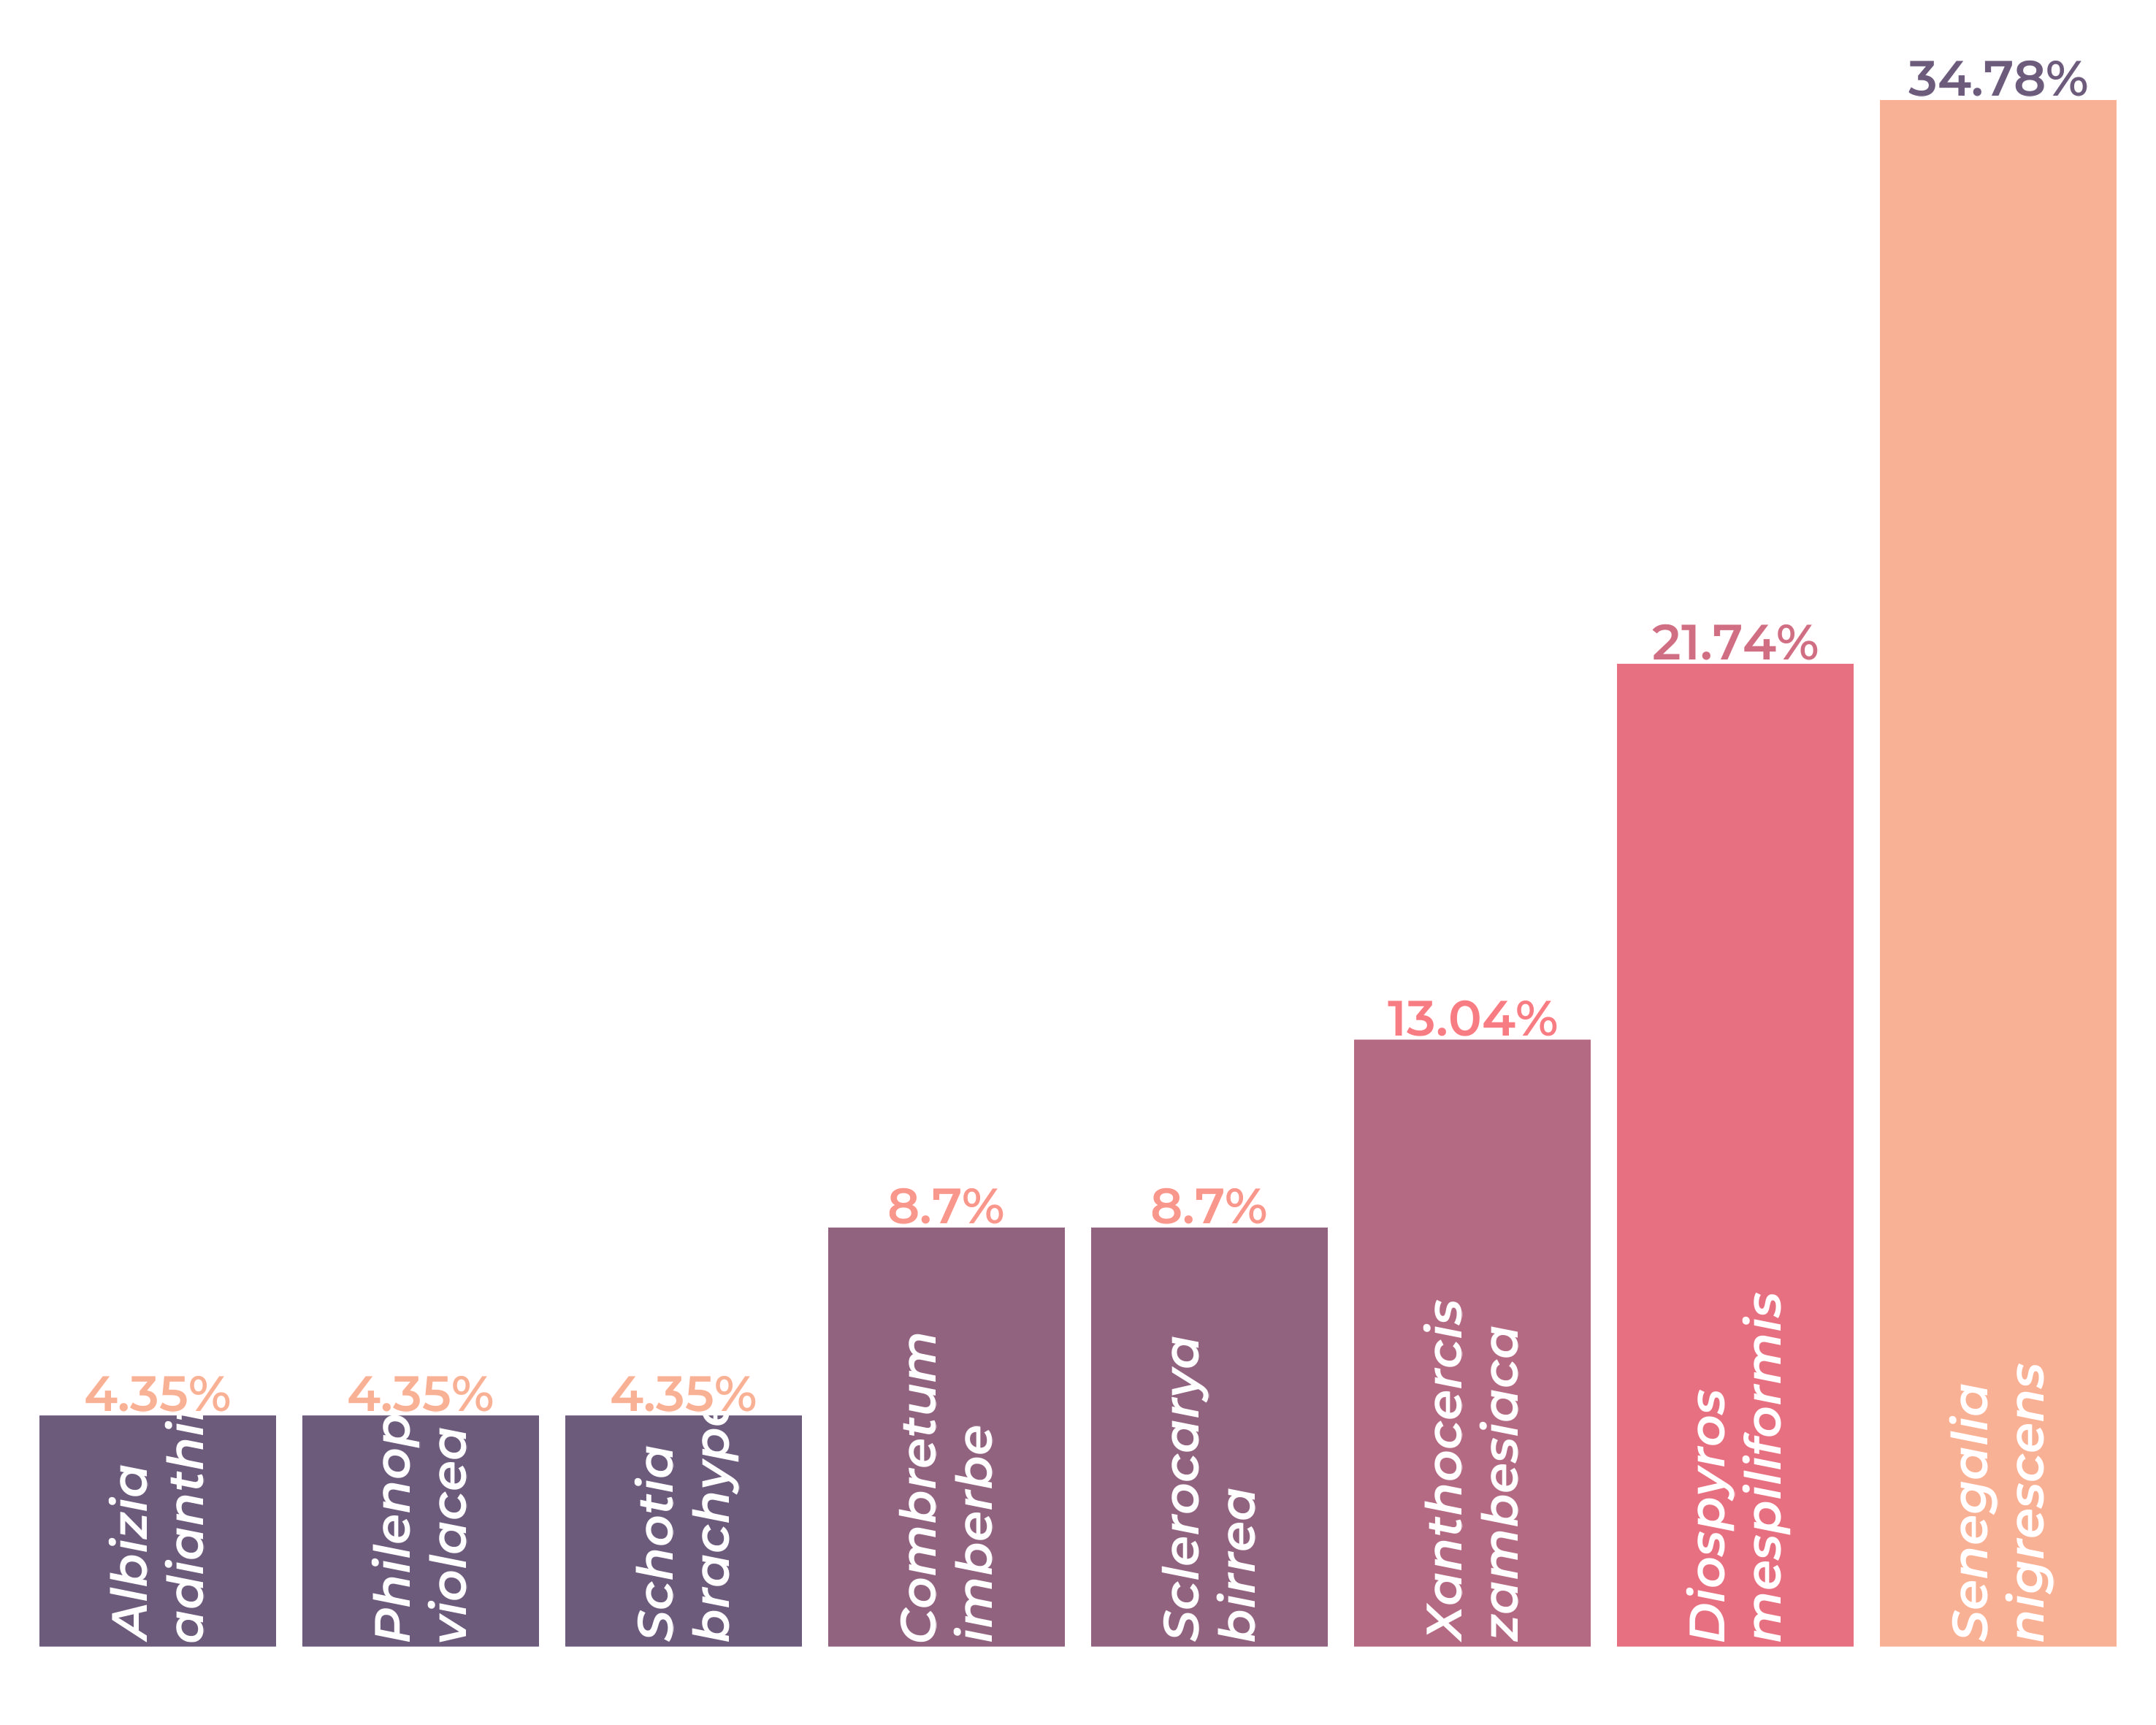 4.35%
Albizia
adianthi
4.35%
Philenop
violacea
4.35%
Schotia
brachype
8.7%
Combretum
imberbe
8.7%
Sclerocarya
birrea
13.04%
Xanthocercis
zambesiaca
21.74%
Diospyros
mespiliformis
34.78%
Senegalia
nigrescens